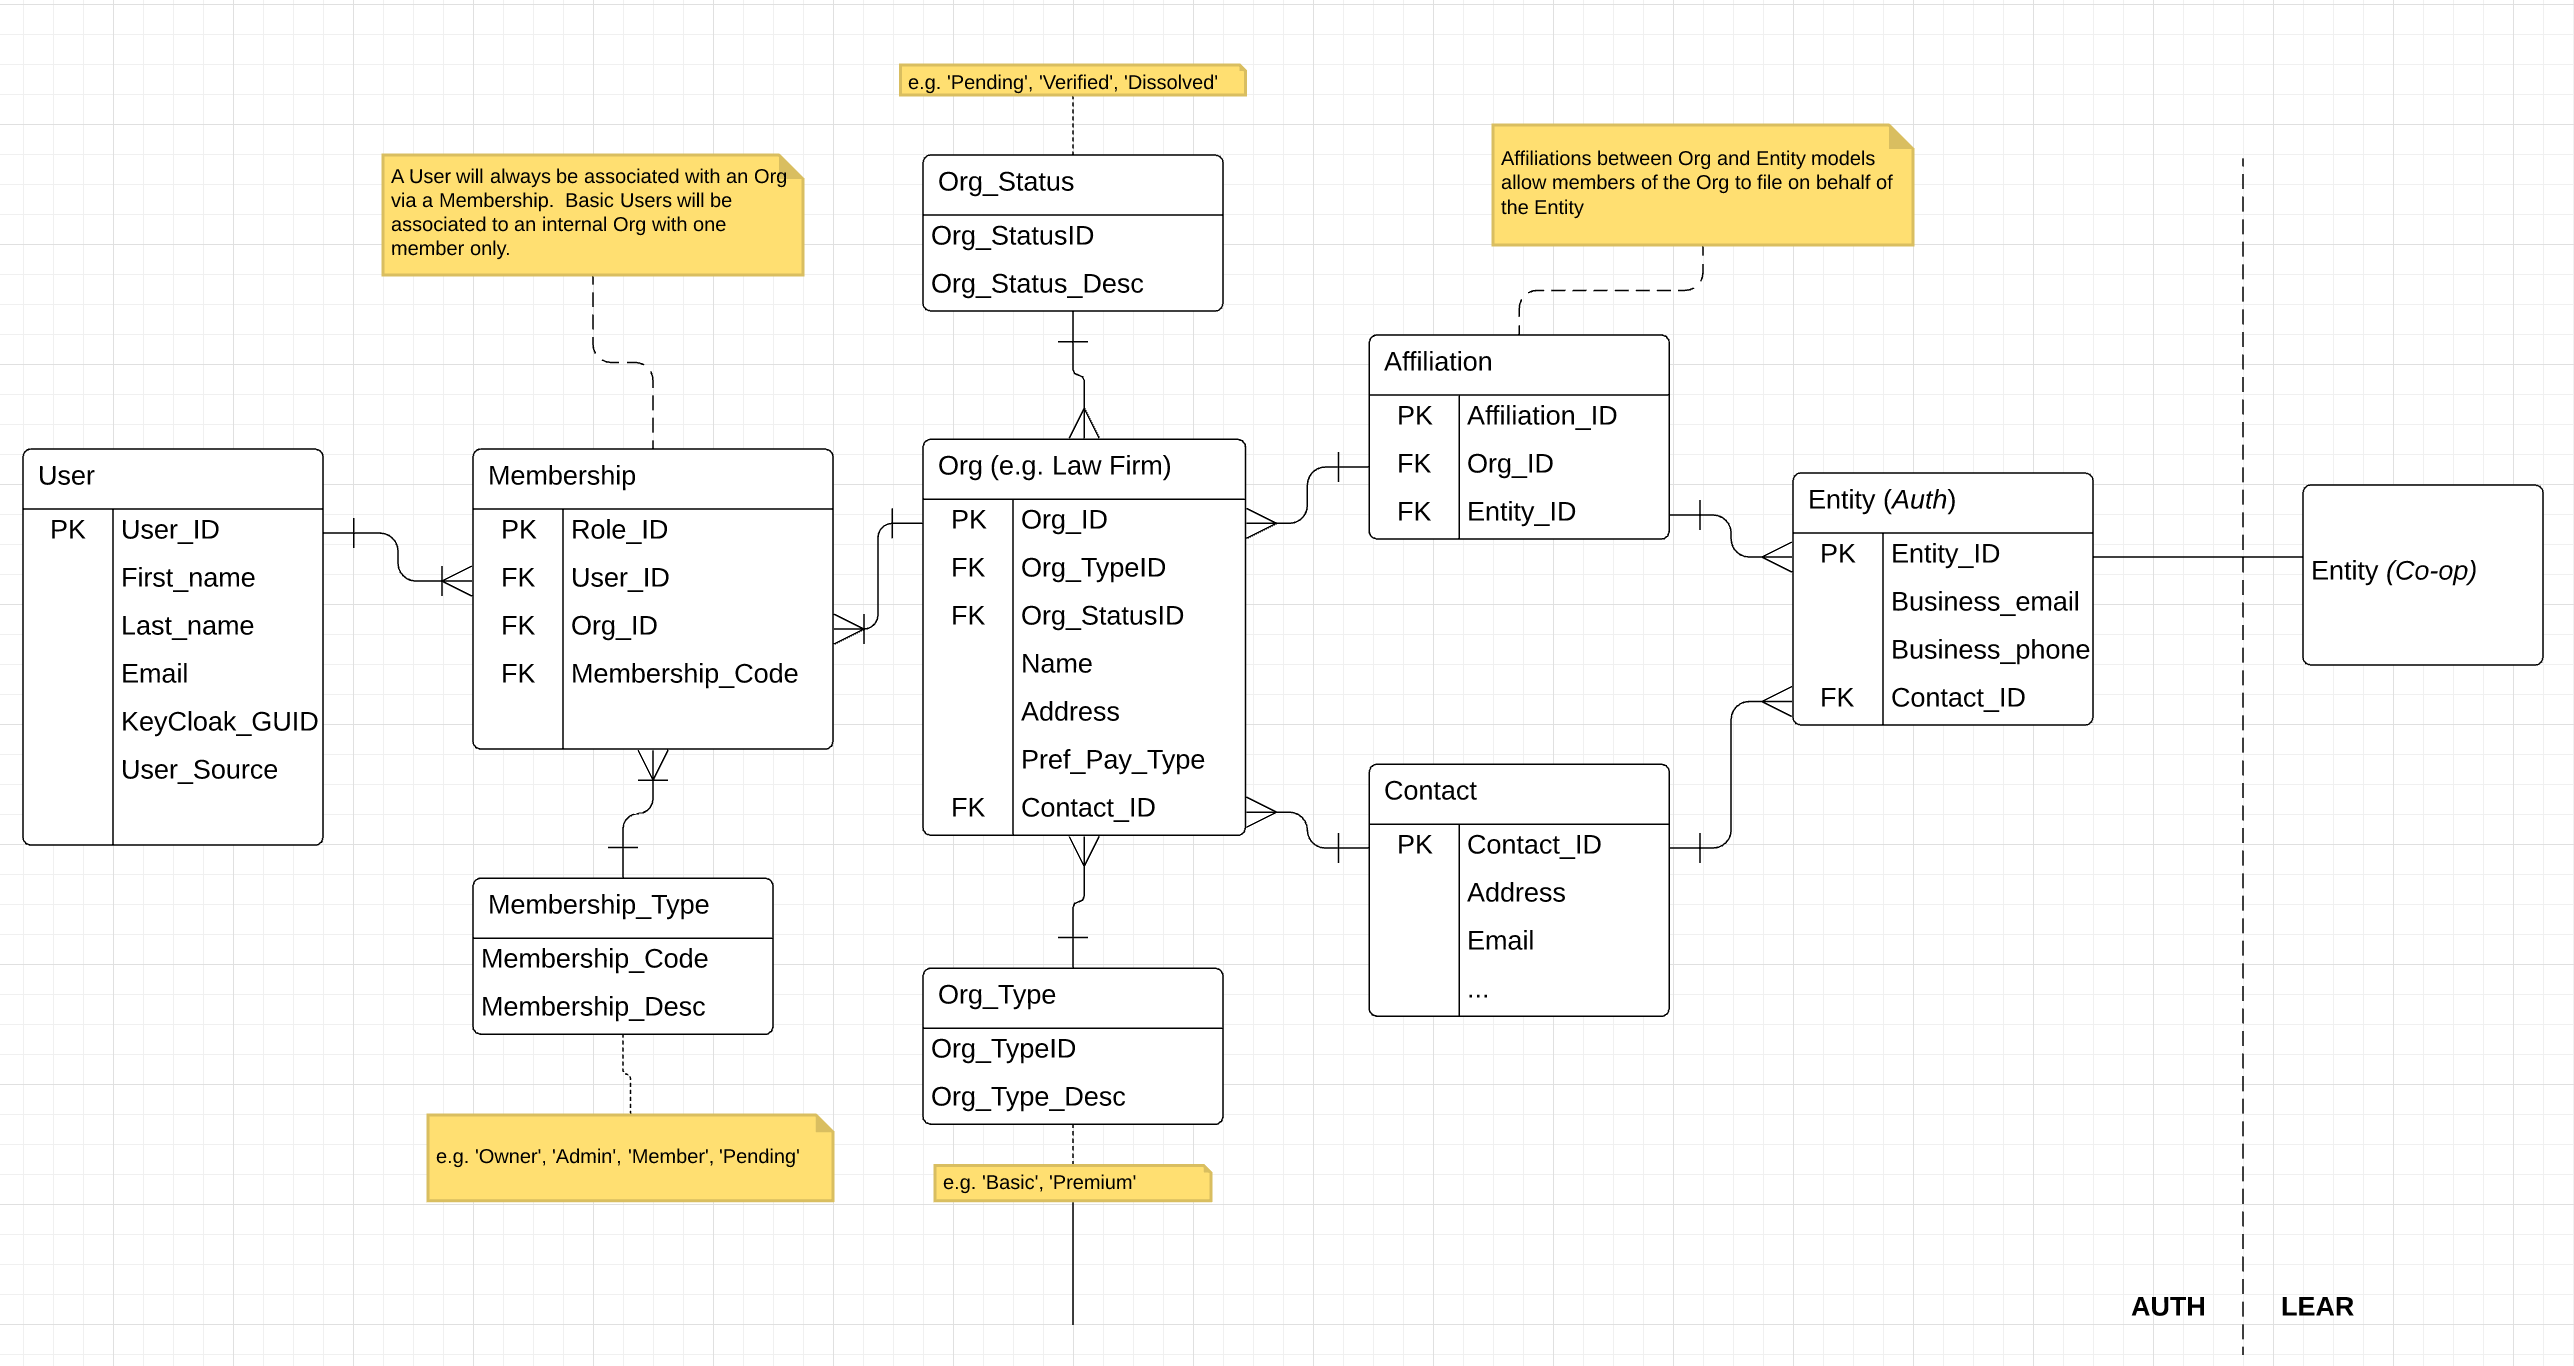 e.g. 'Pending', 'Verified', 'Dissolved'
A User will always be associated with an Org
via a Membership.  Basic Users will be
associated to an internal Org with one
member only.
Affiliations between Org and Entity models
allow members of the Org to file on behalf of
the Entity
Org_Status
Org_StatusID
Org_Status_Desc
User
PK User_ID
First_name
Last_name
Email
KeyCloak_GUID
User_Source
Membership
PK Role_ID
FK User_ID
FK Org_ID
FK Membership_Code
Org (e.g. Law Firm)
PK Org_ID
FK Org_TypeID
FK Org_StatusID
Name
Address
Pref_Pay_Type
FK Contact_ID
Affiliation
PK Affiliation_ID
FK Org_ID
FK Entity_ID
Entity (Auth)
PK Entity_ID
Business_email
Business_phone
FK Contact_ID
Entity (Co-op)
Contact
PK Contact_ID
Address
Email
...
Membership_Type
Membership_Code
Membership_Desc
Org_Type
Org_TypeID
Org_Type_Desc
e.g. 'Owner', 'Admin', 'Member', 'Pending'
e.g. 'Basic', 'Premium'
AUTH
LEAR